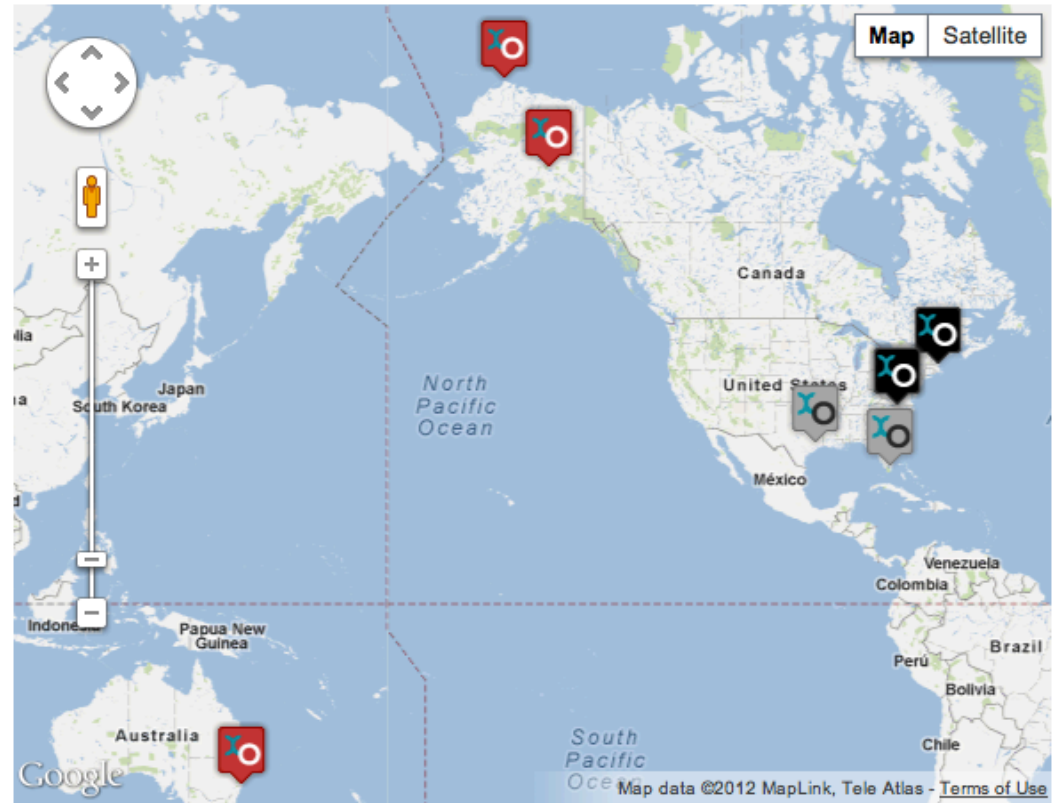 Map Satellite
Canada
United States
North
Pacific
Ocean
Japan
South Korea
México
Venezuela
Colombia
Papua New
Guinea
Brazil
Perú
Bolivia
Australia
Chile
South
Pacific
Google
Map data ©2012 MapLink, Tele Atlas - Terms of Use